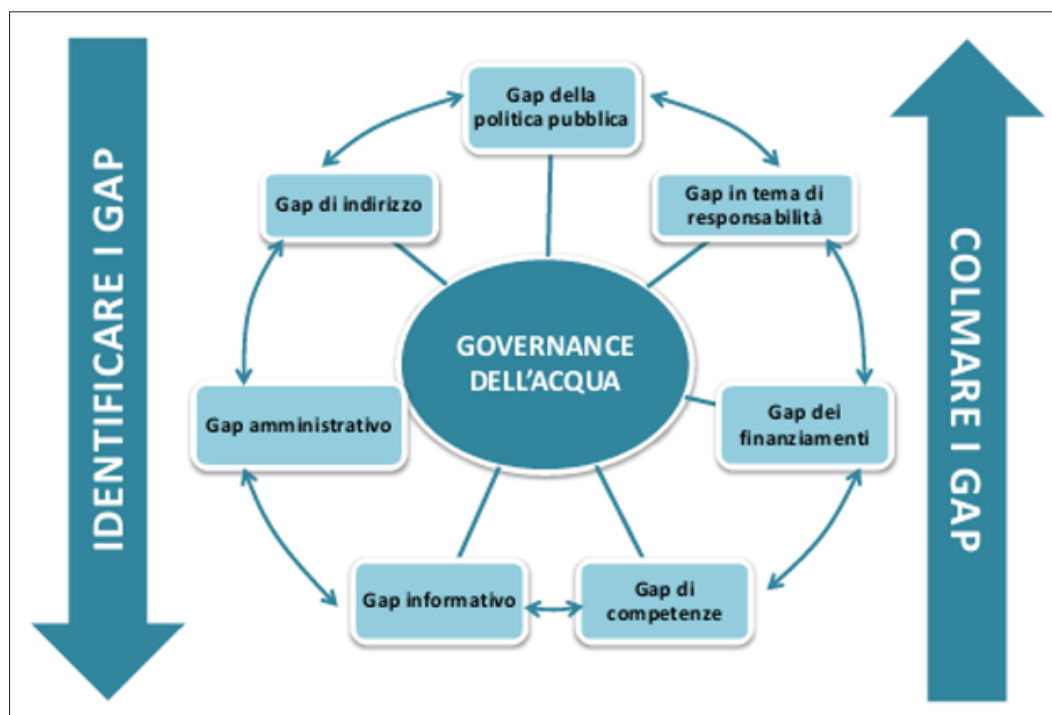 IDENTIFICARE I GAP
Gap della
politica pubblica
Gap di indirizzo
Gap in tema di
responsabilità
GOVERNANCE
DELL'ACQUA
Gap amministrativo
Gap dei
finanziamenti
Gap informativo
Gap di
competenze
COLMARE I GAP